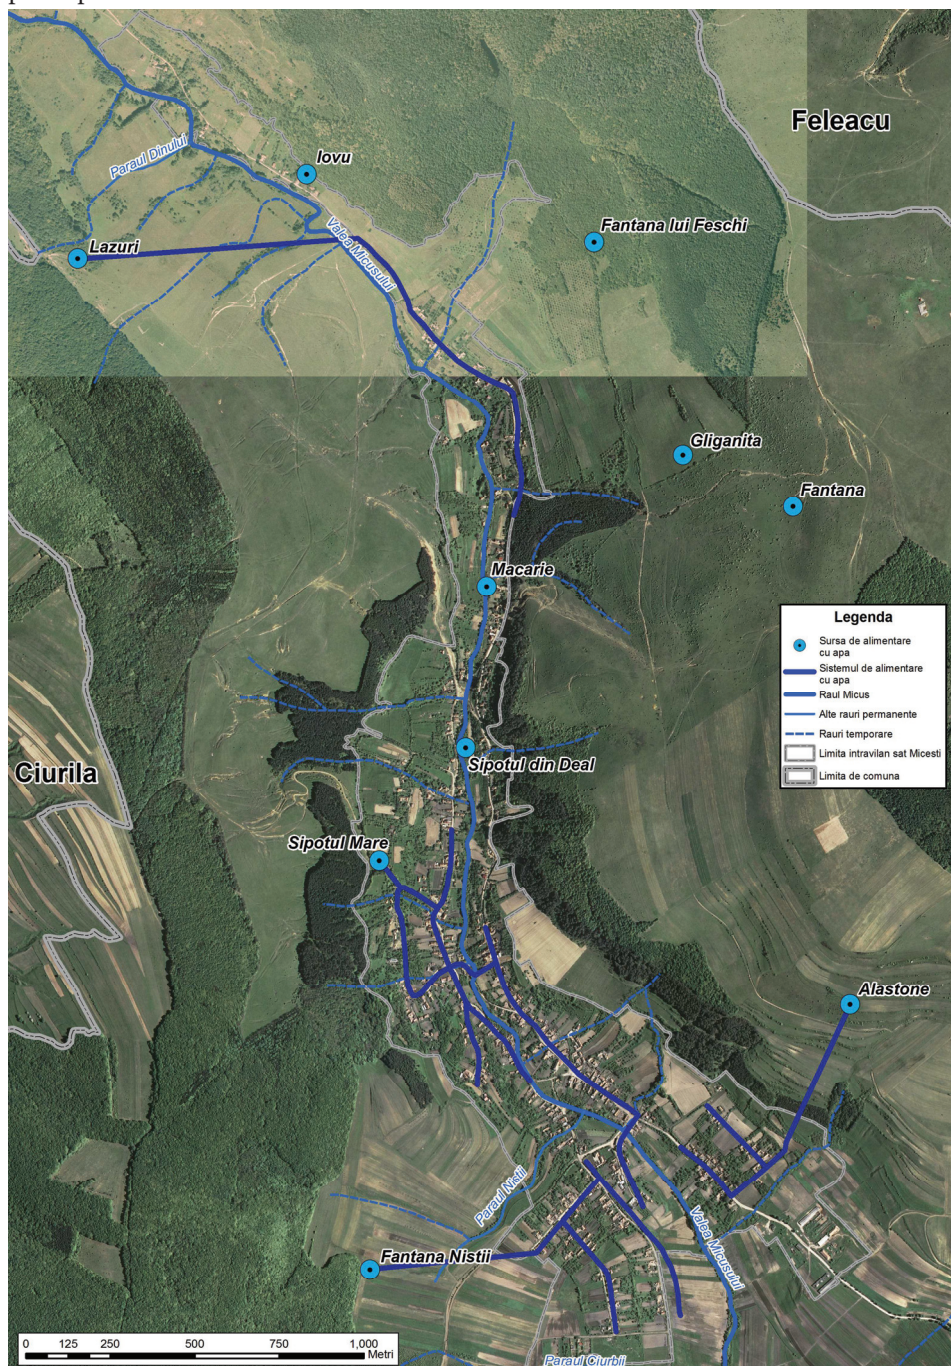 Feleacu
Iovu
Paraul Dinului
Fantana lui Feschi
Lazuri
Valea Micusului
Gliganita
Fantana
Macarie
Legenda
Sursa de alimentare
cu apa
Sistemul de alimentare
cu apa
Raul Micus
Alte rauri permanente
Rauri temporare
Limita intravilan sat Micesti
Limita de comuna
Ciurila
Sipotul din Deal
Sipotul Mare
Alastone
Paraul Nistii
Valea Micusului
Fantana Nistii
0 125 250 500 750 1,000
Metri
Paraul Ciurbii